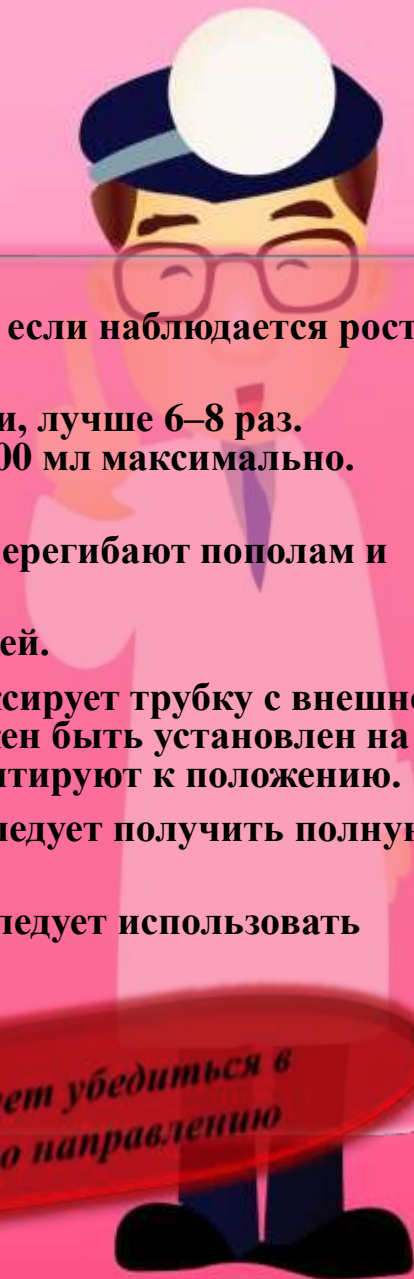 если наблюдается рост
и, лучше 6–8 раз.
00 мл максимально.
ерегибают пополам и
ей.
ксирует трубку с внешн
ен быть установлен на
нтируют к положению.
ледует получить полну
ледует использовать
ет убедиться в
о направлению